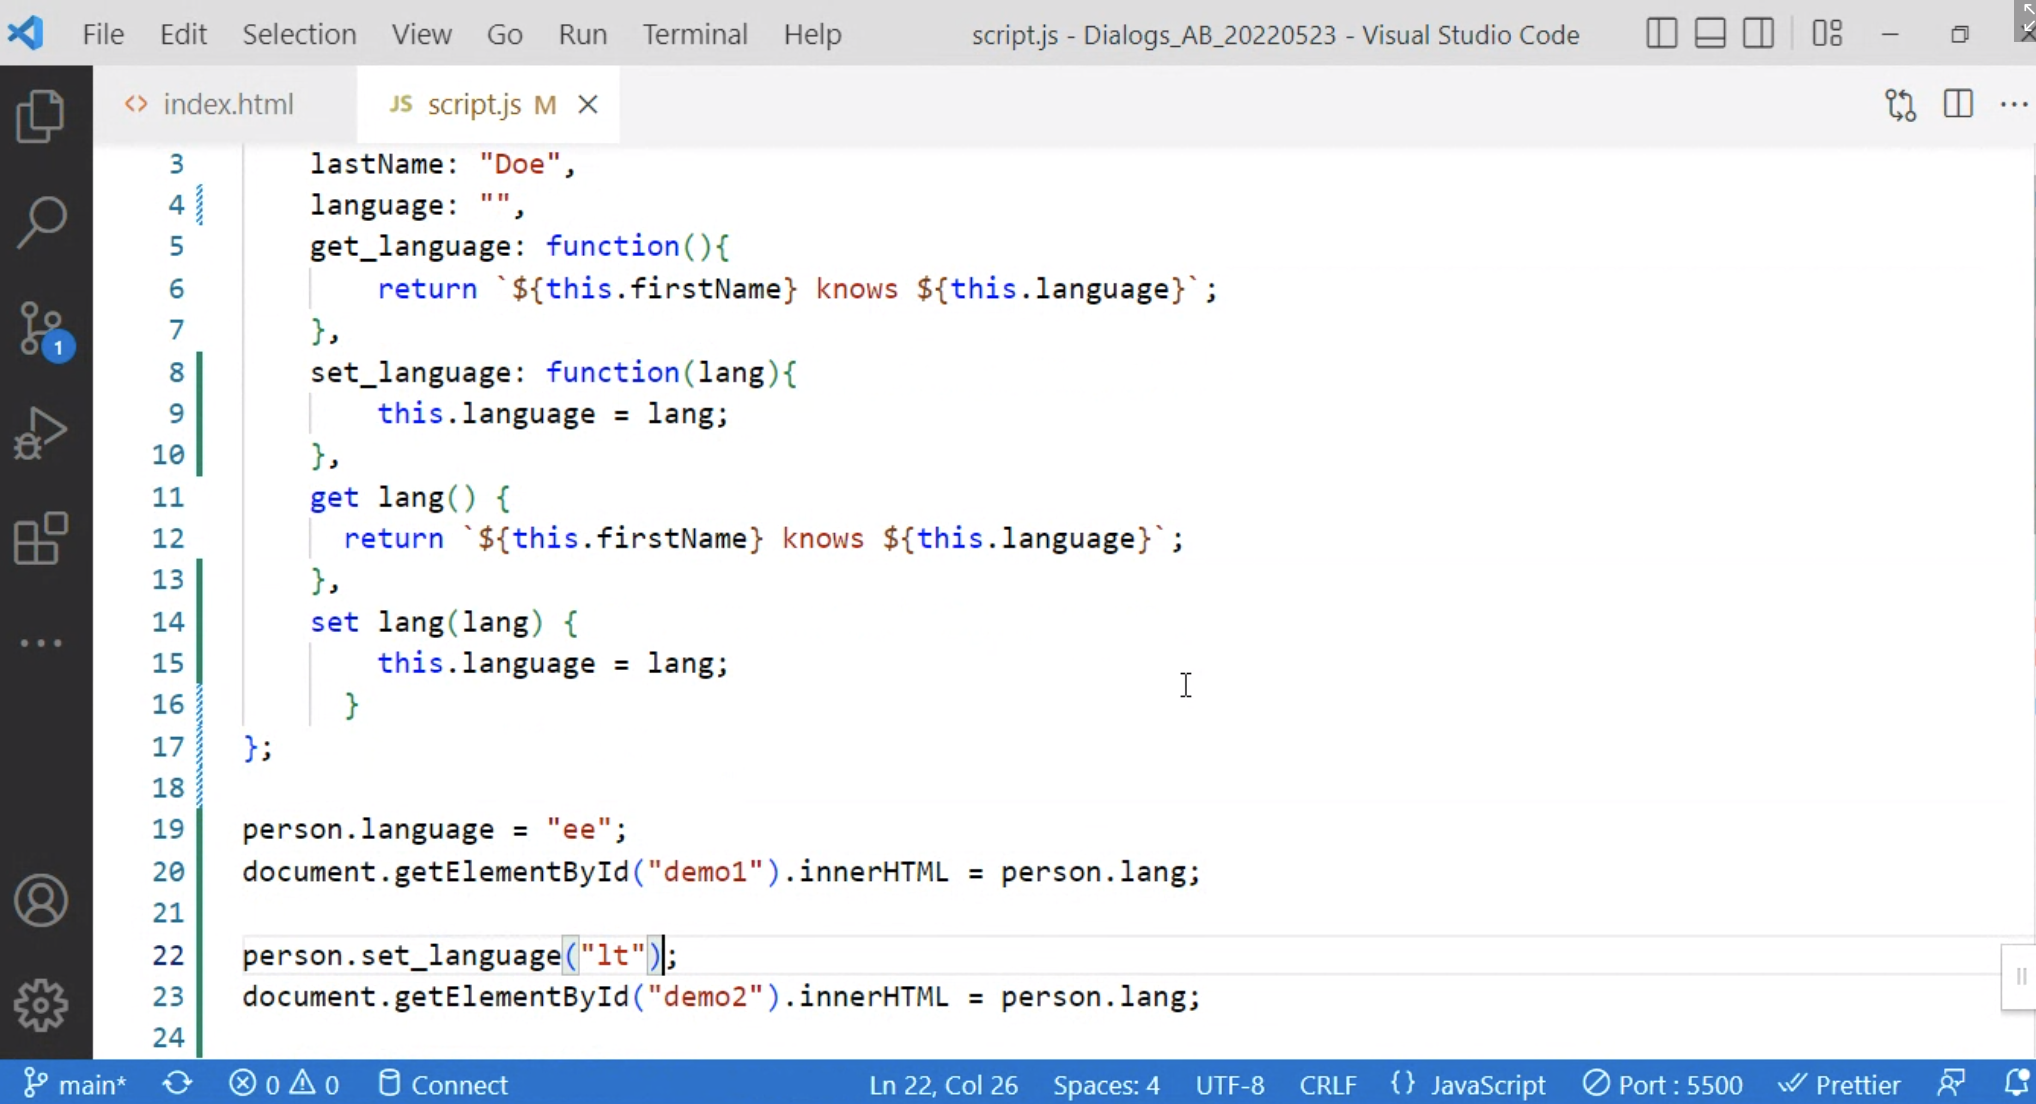 File Edit Selection View Go Run Terminal Help script.js - Dialogs_AB_20220523 - Visual Studio Code
<> index.html JS script.js M
3 lastName: "Doe",
4 language: "",
5 get_language: function(){
6 return `${this.firstName} knows ${this.language}`;
7 },
8 set_language: function(lang){
9 this.language = lang;
10 },
11 get lang() {
12 return `${this.firstName} knows ${this.language}`;
13 },
14 set lang(lang) {
15 this.language = lang;
16 }
17 };
18
19 person.language = "ee";
20 document.getElementById("demo1").innerHTML = person.lang;
21
22 person.set_language("lt");
23 document.getElementById("demo2").innerHTML = person.lang;
24
1
main* 0 0 Connect Ln 22, Col 26 Spaces: 4 UTF-8 CRLF {} JavaScript Port : 5500 Prettier